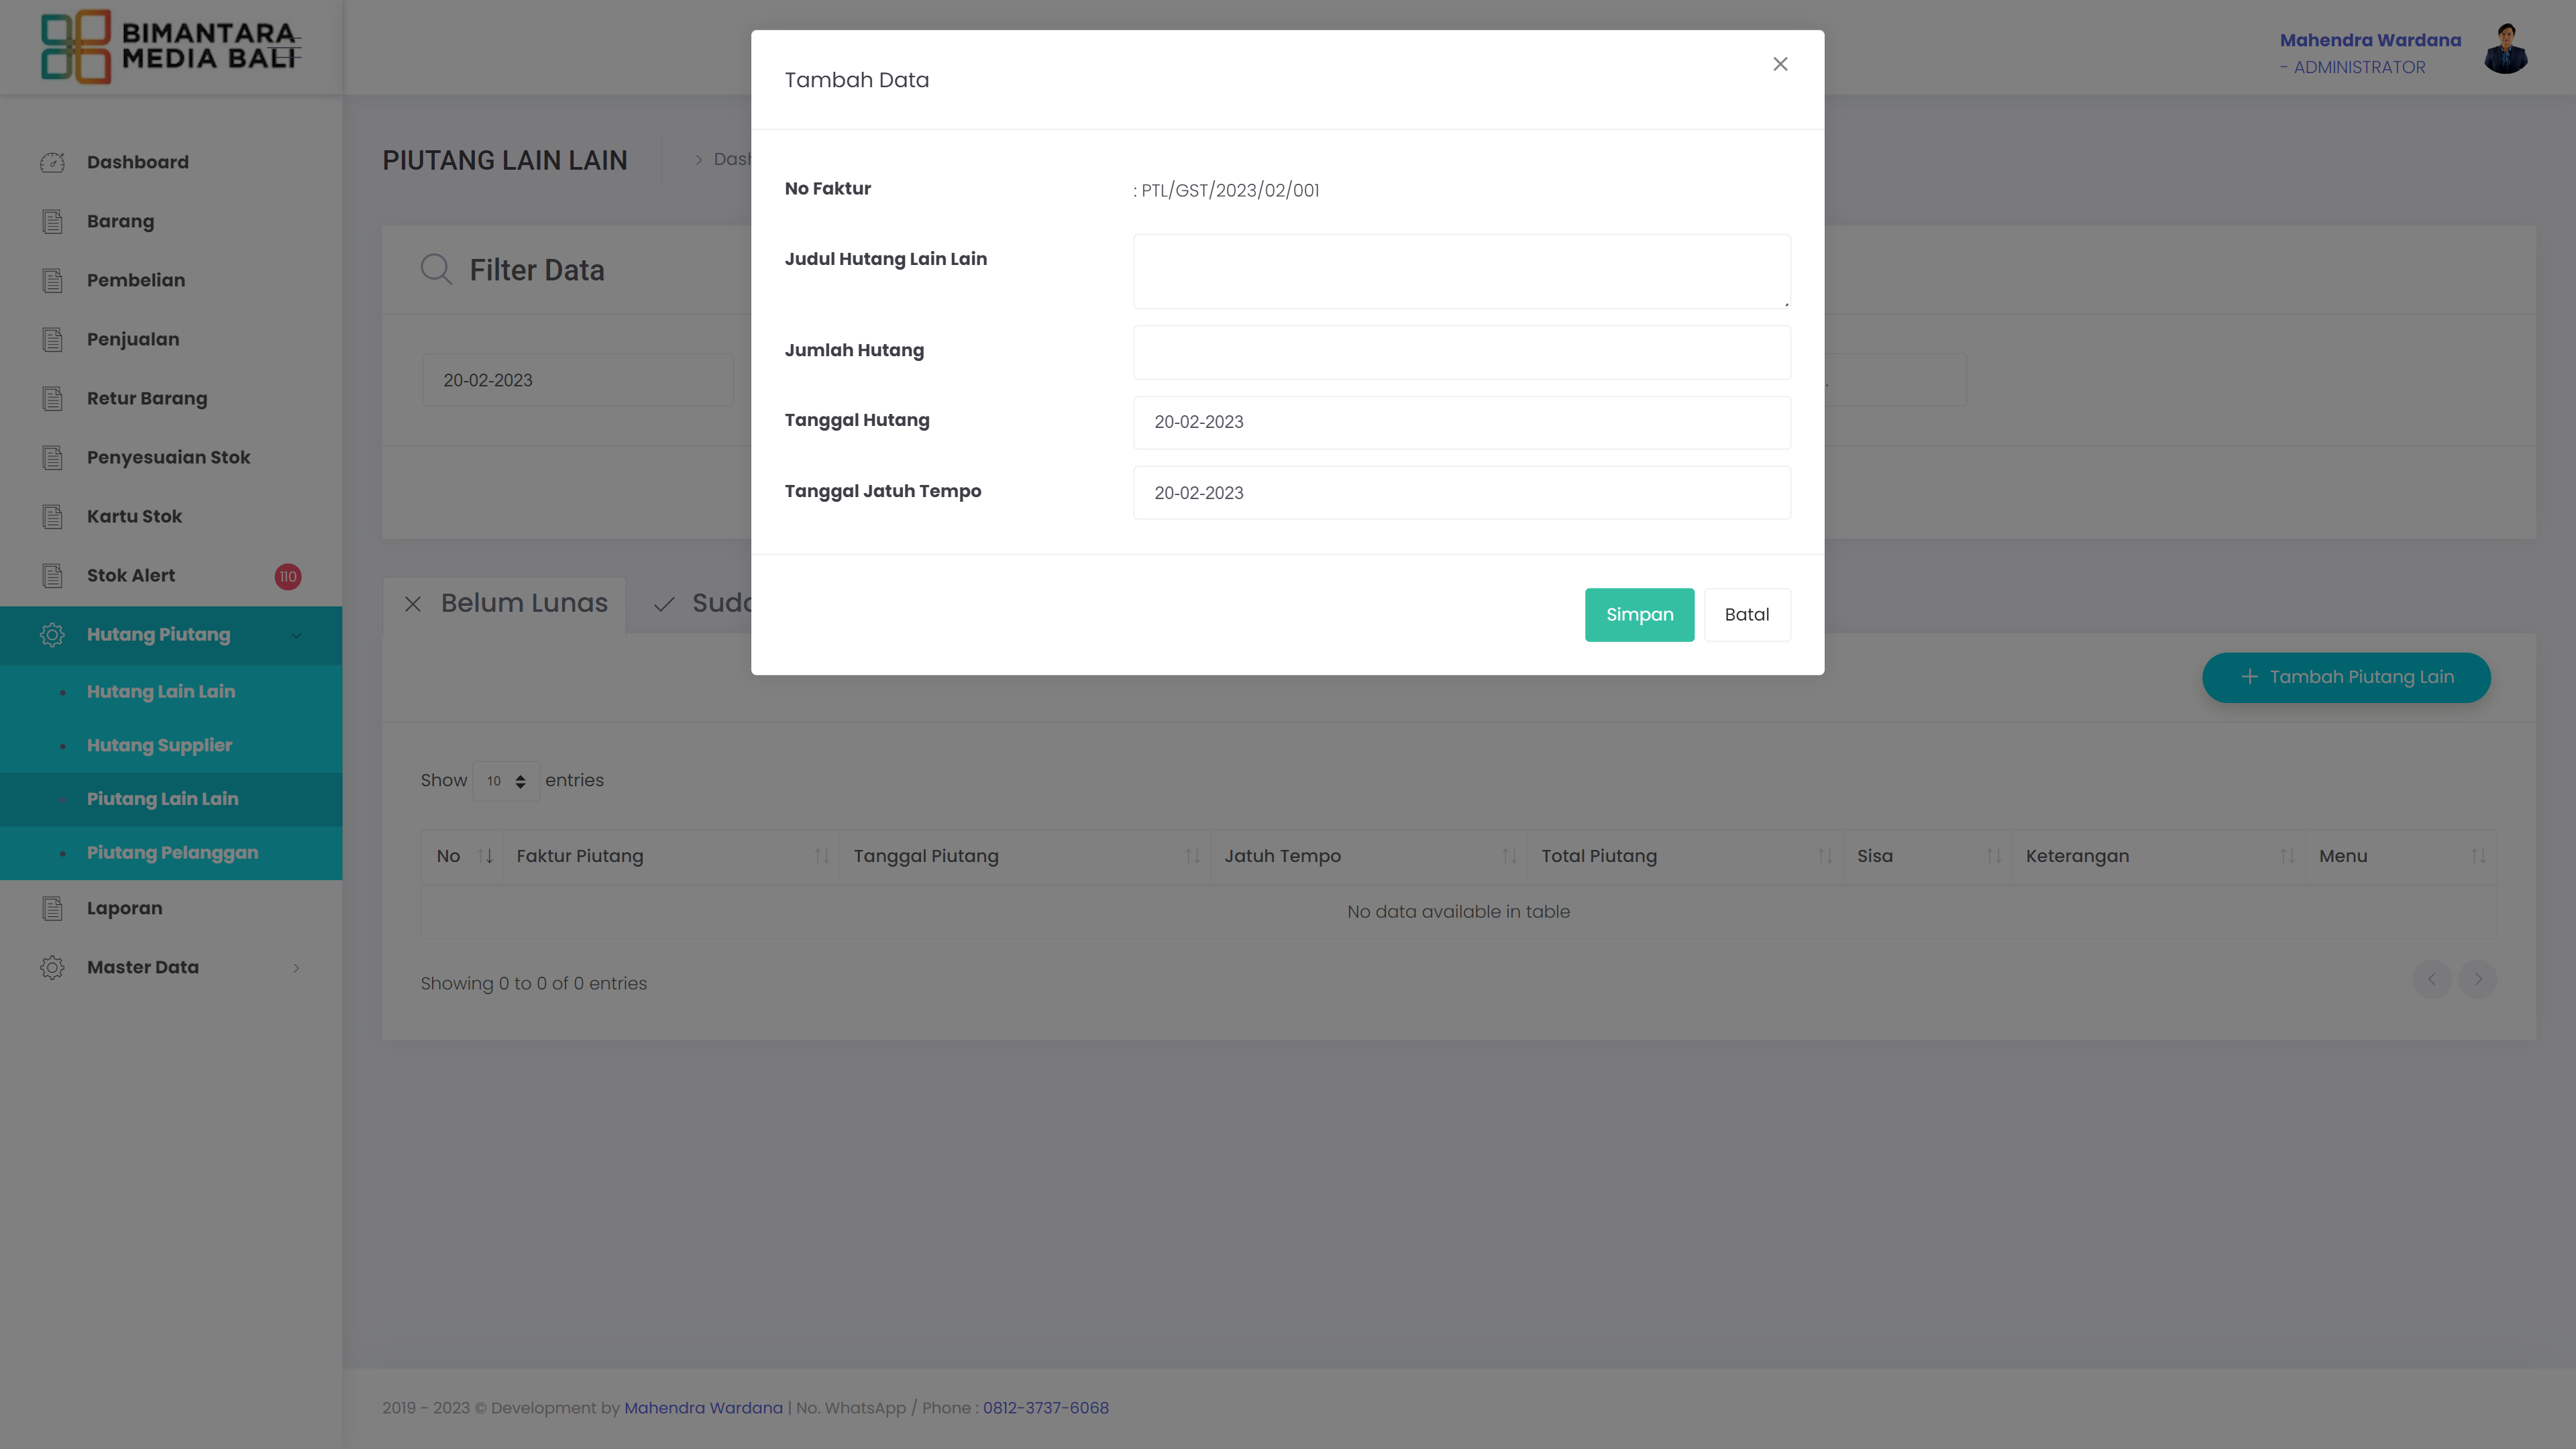 BIMANTARA
MEDIA BALI
Mahendra Wardana
- ADMINISTRATOR
Dashboard
Barang
Pembelian
Penjualan
Retur Barang
Penyesuaian Stok
Kartu Stok
Stok Alert 110
Hutang Piutang
Hutang Lain Lain
Hutang Supplier
Piutang Lain Lain
Piutang Pelanggan
Laporan
Master Data
PIUTANG LAIN LAIN
Filter Data
20-02-2023
Tambah Data
No Faktur : PTL/GST/2023/02/001
Judul Hutang Lain Lain
Jumlah Hutang
Tanggal Hutang 20-02-2023
Tanggal Jatuh Tempo 20-02-2023
Simpan Batal
Belum Lunas
Tambah Piutang Lain
Show 10 entries
No Faktur Piutang Tanggal Piutang Jatuh Tempo Total Piutang Sisa Keterangan Menu
No data available in table
Showing 0 to 0 of 0 entries
2019 - 2023 © Development by Mahendra Wardana | No. WhatsApp / Phone : 0812-3737-6068